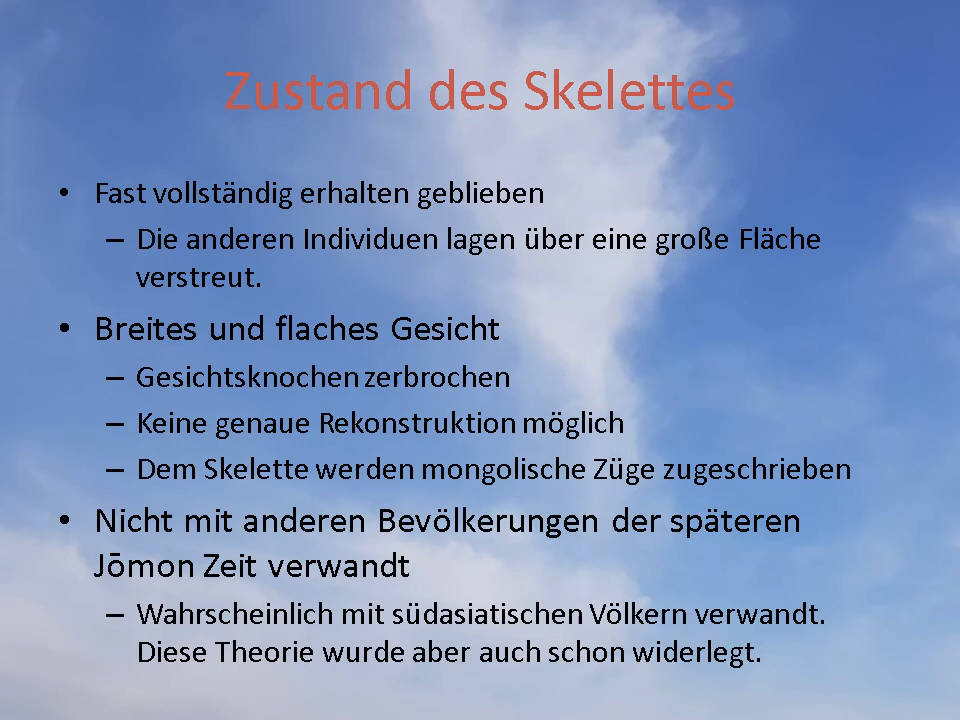 Zustand des Skelettes
• Fast vollständig erhalten geblieben
– Die anderen Individuen lagen über eine große Fläche
verstreut.
• Breites und flaches Gesicht
– Gesichtsknochen zerbrochen
– Keine genaue Rekonstruktion möglich
– Dem Skelette werden mongolische Züge zugeschrieben
• Nicht mit anderen Bevölkerungen der späteren
Jōmon Zeit verwandt
– Wahrscheinlich mit südasiatischen Völkern verwandt.
Diese Theorie wurde aber auch schon widerlegt.